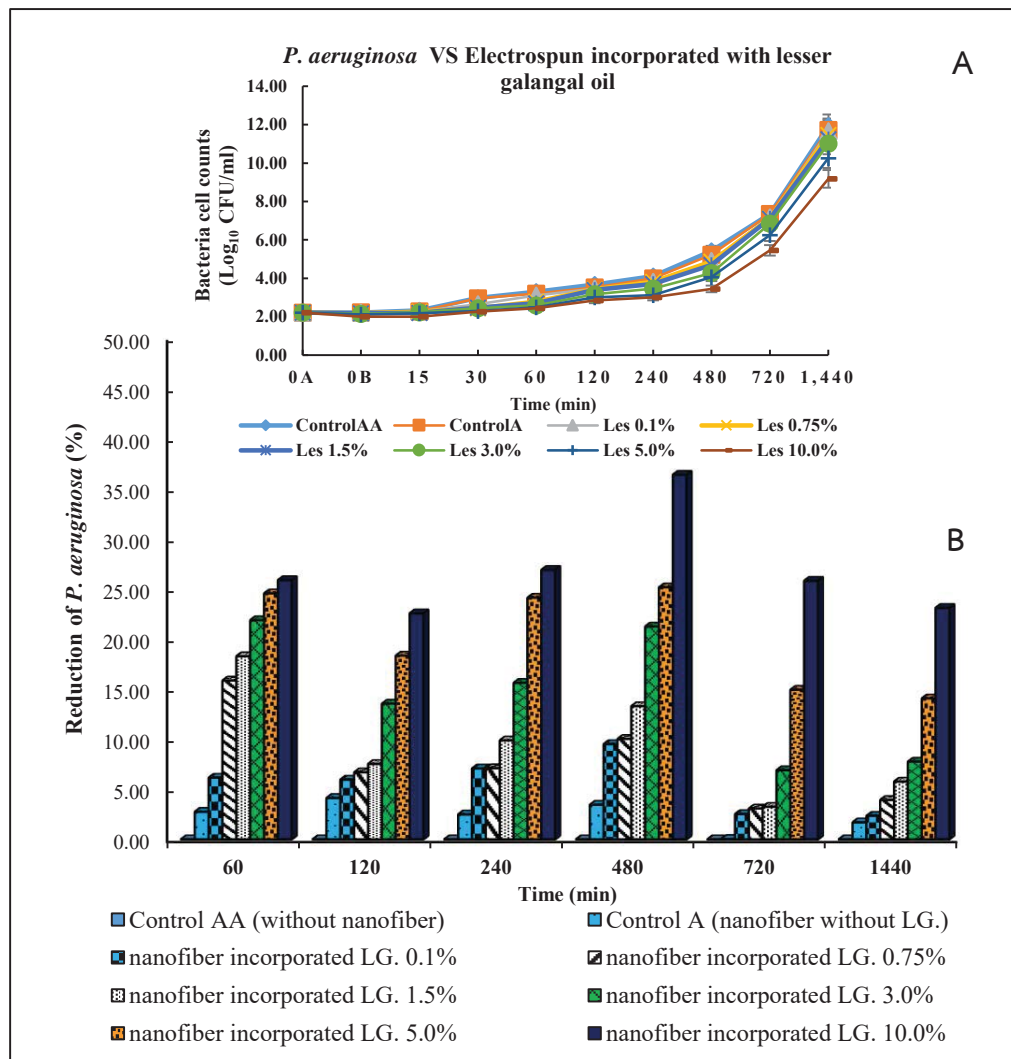 P. aeruginosa VS Electrospun incorporated with lesser
galangal oil
A
Bacteria cell counts
(Log10 CFU/ml)
14.00
12.00
10.00
8.00
6.00
4.00
2.00
0.00
0A 0B 15 30 60 120 240 480 720 1,440
Time (min)
ControlAA ControlA Les 0.1% Les 0.75%
Les 1.5% Les 3.0% Les 5.0% Les 10.0%
B
Reduction of P. aeruginosa (%)
50.00
45.00
40.00
35.00
30.00
25.00
20.00
15.00
10.00
5.00
0.00
60 120 240 480 720 1440
Time (min)
Control AA (without nanofiber) Control A (nanofiber without LG.)
nanofiber incorporated LG. 0.1% nanofiber incorporated LG. 0.75%
nanofiber incorporated LG. 1.5% nanofiber incorporated LG. 3.0%
nanofiber incorporated LG. 5.0% nanofiber incorporated LG. 10.0%